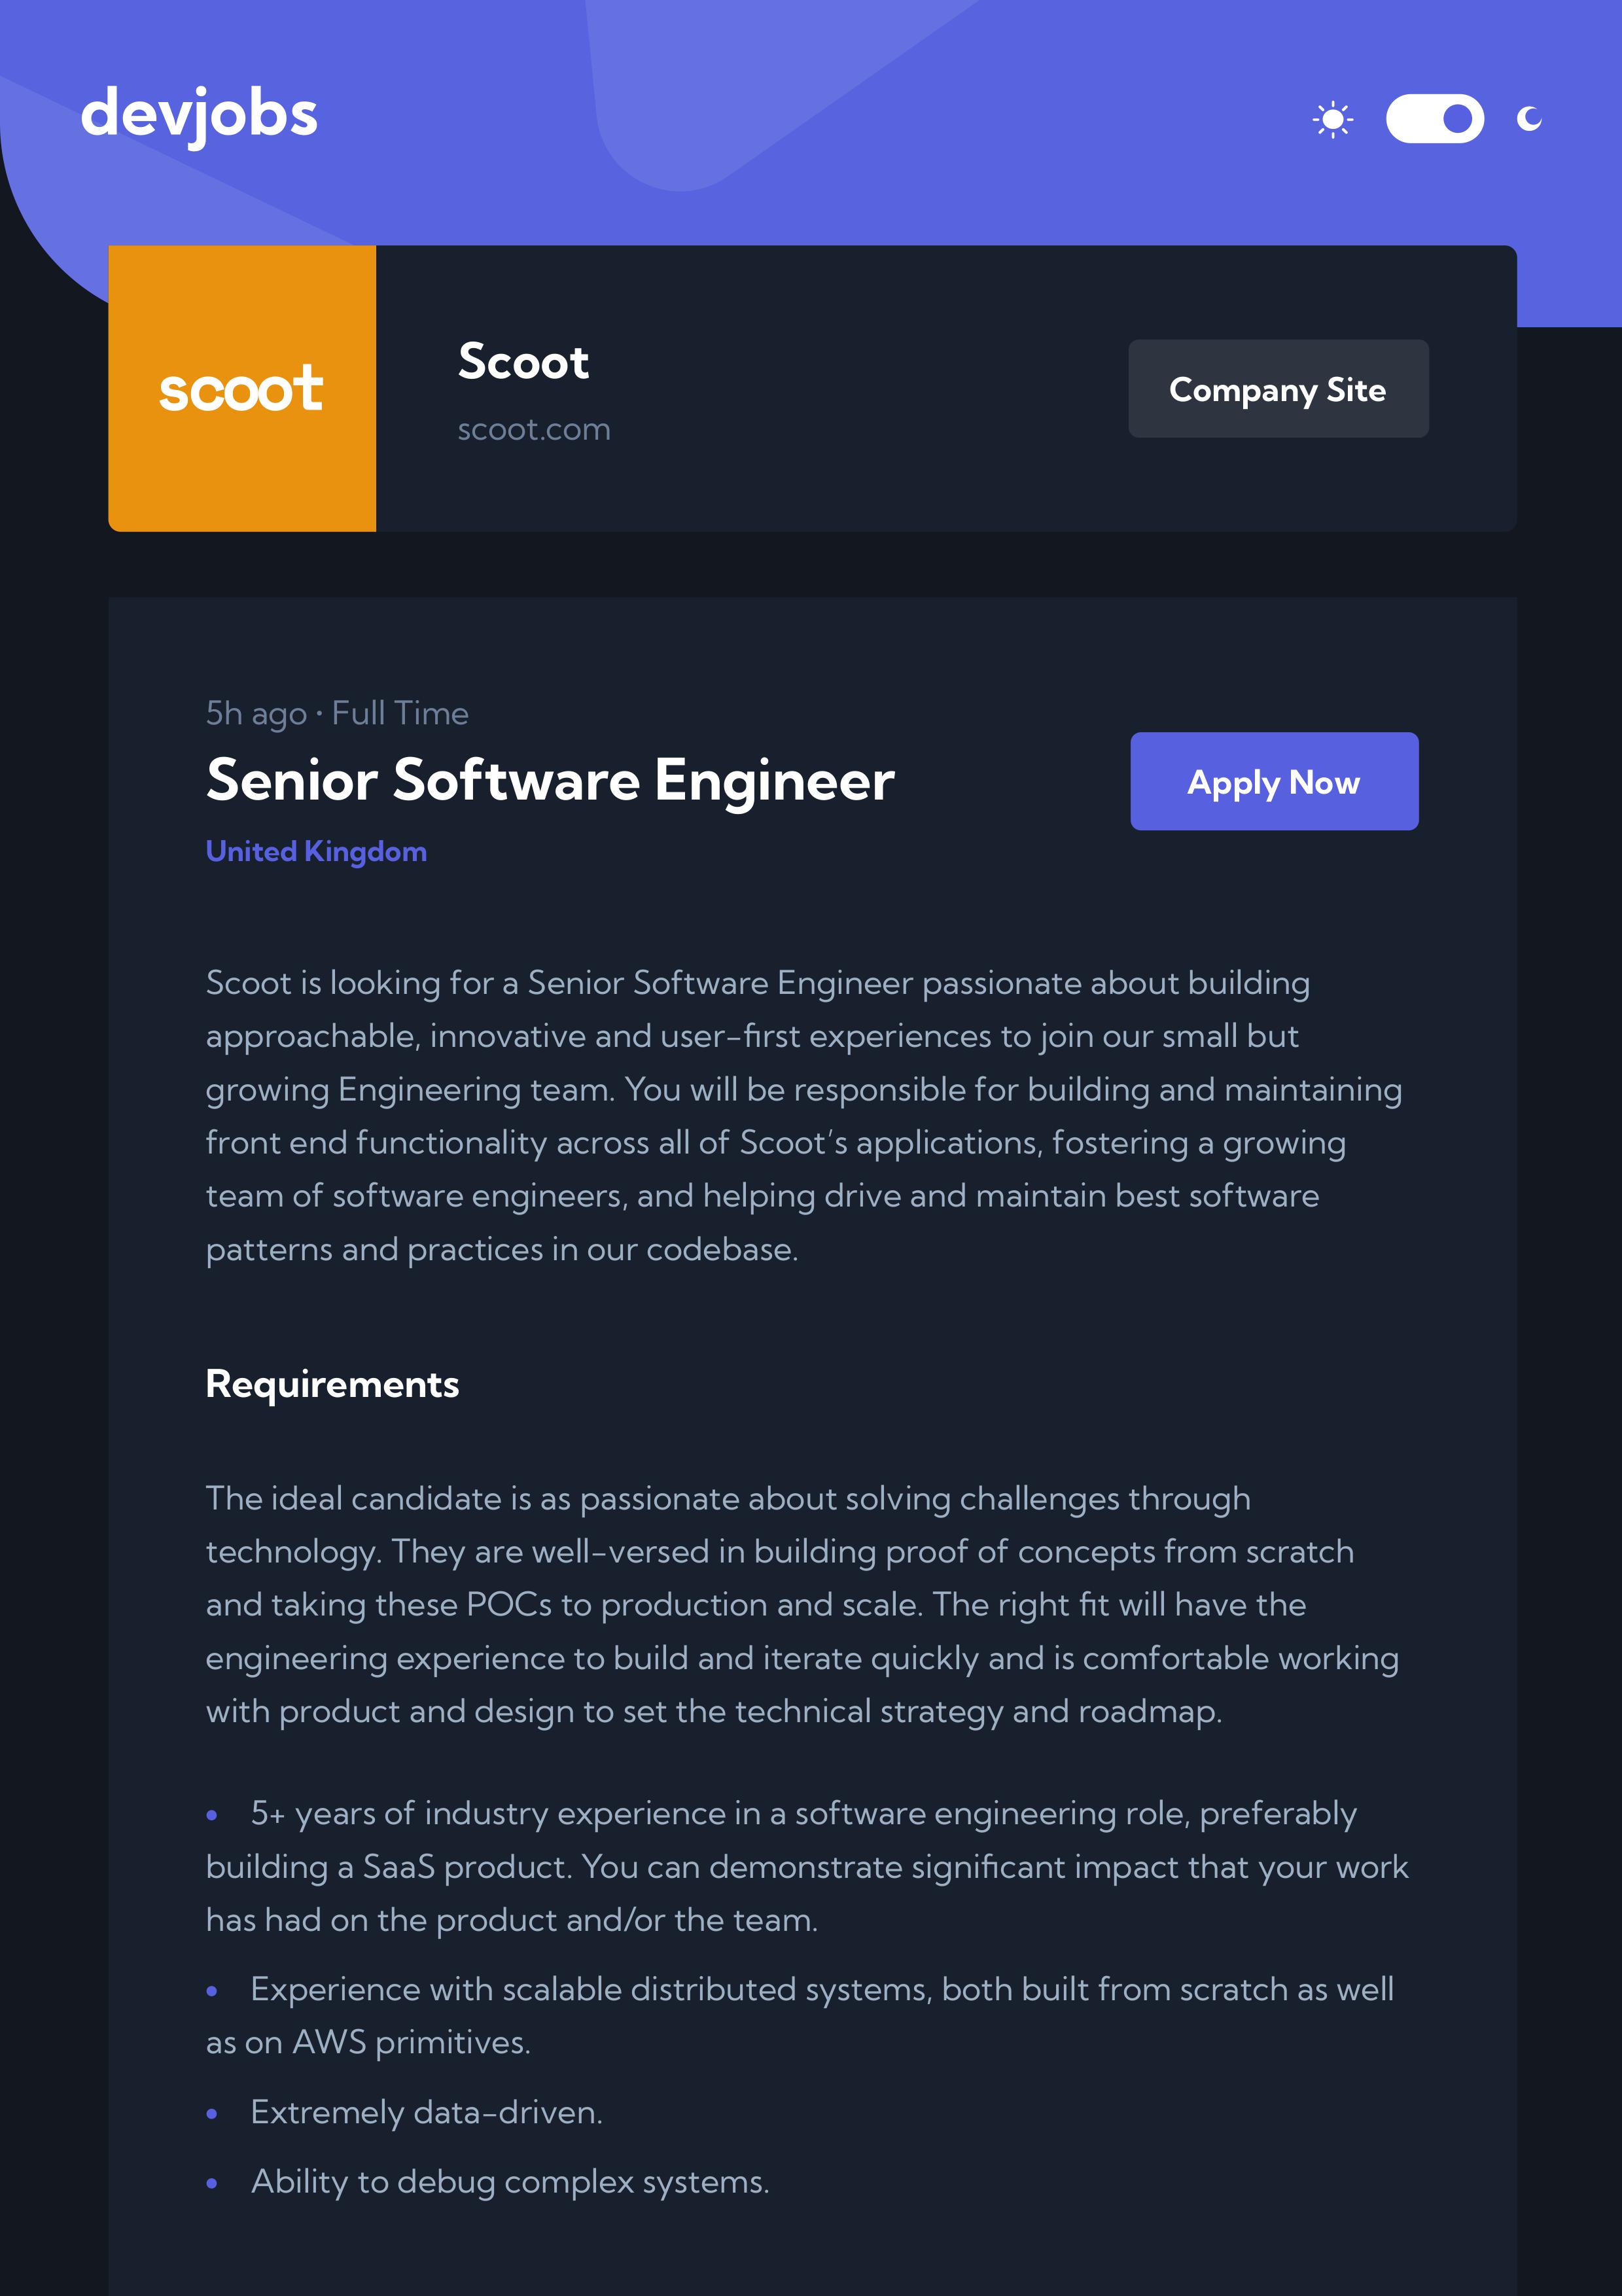 devjobs
scoot
Scoot
scoot.com
Company Site
5h ago · Full Time
Senior Software Engineer
United Kingdom
Apply Now
Scoot is looking for a Senior Software Engineer passionate about building
approachable, innovative and user-first experiences to join our small but
growing Engineering team. You will be responsible for building and maintaining
front end functionality across all of Scoot’s applications, fostering a growing
team of software engineers, and helping drive and maintain best software
patterns and practices in our codebase.
Requirements
The ideal candidate is as passionate about solving challenges through
technology. They are well-versed in building proof of concepts from scratch
and taking these POCs to production and scale. The right fit will have the
engineering experience to build and iterate quickly and is comfortable working
with product and design to set the technical strategy and roadmap.
• 5+ years of industry experience in a software engineering role, preferably
building a SaaS product. You can demonstrate significant impact that your work
has had on the product and/or the team.
• Experience with scalable distributed systems, both built from scratch as well
as on AWS primitives.
• Extremely data-driven.
• Ability to debug complex systems.